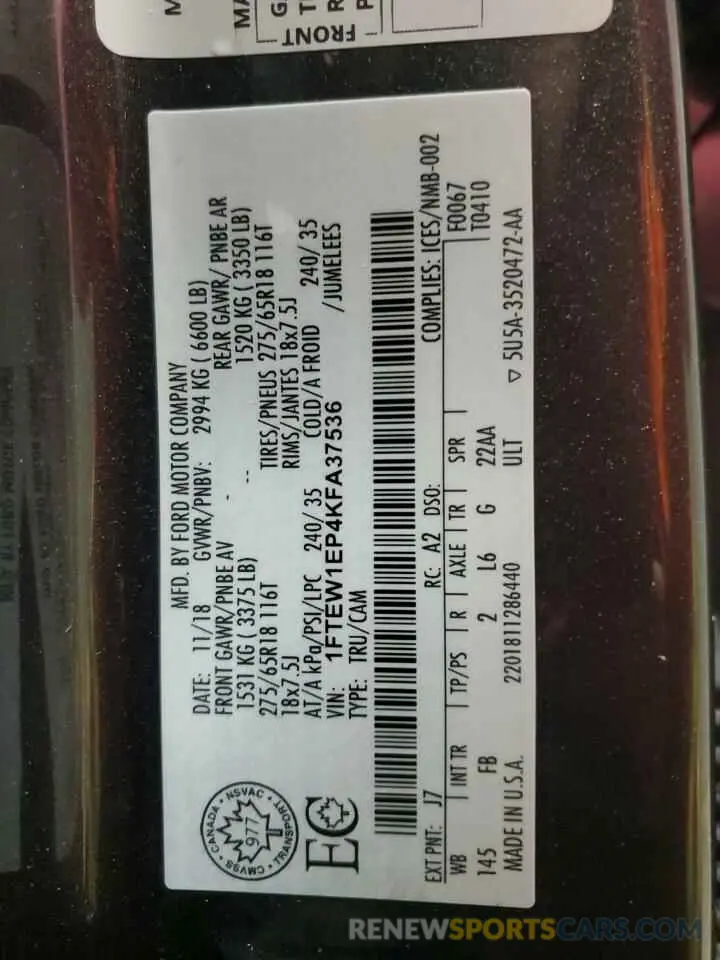 FRONT
MFD. BY FORD MOTOR COMPANY
DATE: 11/18 GVWR/PNBV: 2994 KG ( 6600 LB)
FRONT GAWR/PNBE AV REAR GAWR/ PNBE AR
1531 KG ( 3375 LB) 1520 KG ( 3350 LB)
275/65R18 116T TIRES/PNEUS 275/65R18 116T
18x7.5J RIMS/JANTES 18x7.5J
AT/A kPa/PSI/LPC 240/ 35 COLD/A FROID 240/ 35
VIN: 1FTEW1EP4KFA37536 /JUMELEES
TYPE: TRU/CAM
CANADA • NSVAC • TRANSPORT • CMVSS
977
EC
EXT PNT: J7 RC: A2 DSO: COMPLIES: ICES/NMB-002
WB INT TR TP/PS R AXLE TR SPR F0067
145 FB 2 L6 G 22AA T0410
MADE IN U.S.A. 2201811286440 ULT ▽ 5U5A-3520472-AA
RENEWSPORTSCARS.COM